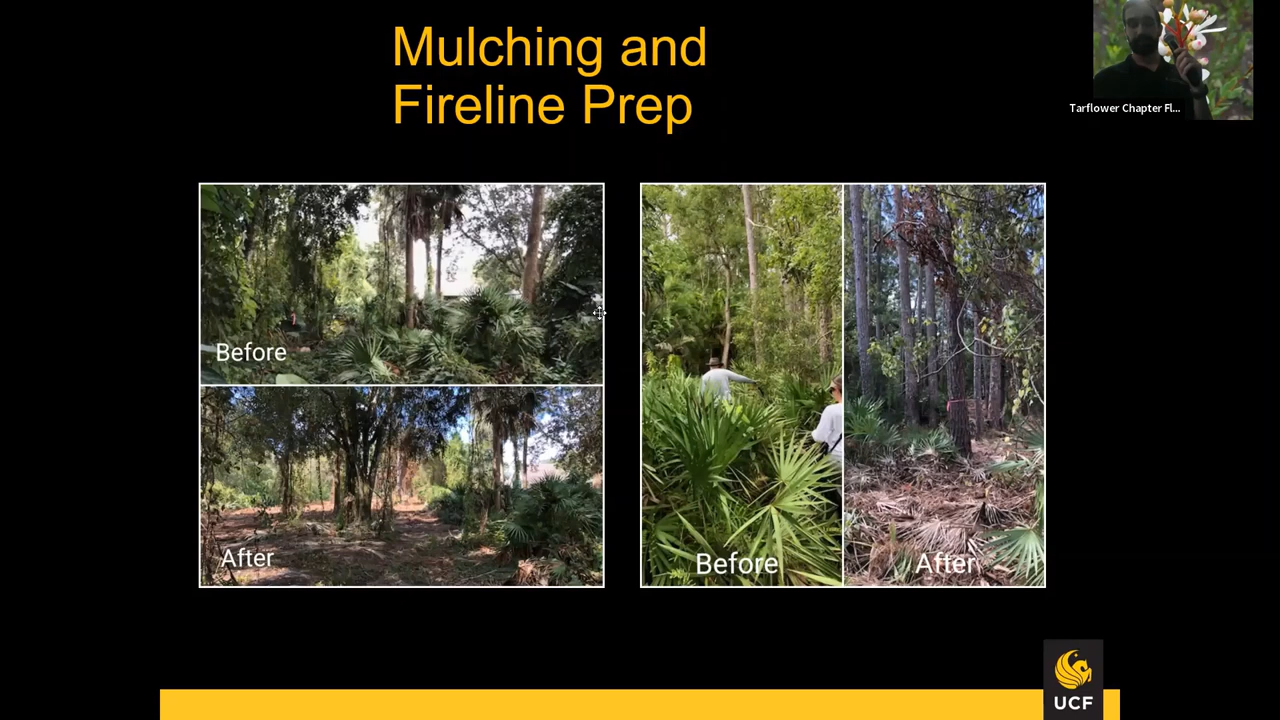 Mulching and
Fireline Prep
Tarflower Chapter Fl...
Before
After
Before
After
UCF